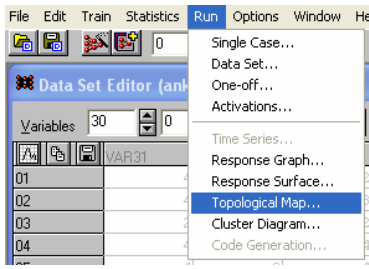 File Edit Train Statistics Run Options Window He
0
Single Case...
Data Set...
One-off...
Activations...
Time Series...
Response Graph...
Response Surface...
Topological Map...
Cluster Diagram...
Code Generation...
Data Set Editor (ank
Variables 30 0
VAR31
01
02
03
04